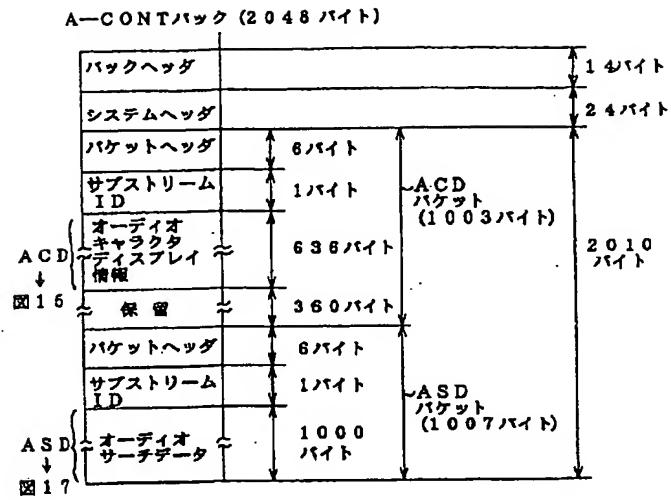 A―CONTパック (2048バイト)
パックヘッダ
14バイト
システムヘッダ
24バイト
パケットヘッダ
6バイト
サブストリーム
ID
1バイト
ACD
パケット
(1003バイト)
オーディオ
キャラクタ
ディスプレイ
情報
636バイト
ACD
↓
図15
2010
バイト
保留
360バイト
パケットヘッダ
6バイト
サブストリーム
ID
1バイト
ASD
パケット
(1007バイト)
オーディオ
サーチデータ
1000
バイト
ASD
↓
図17